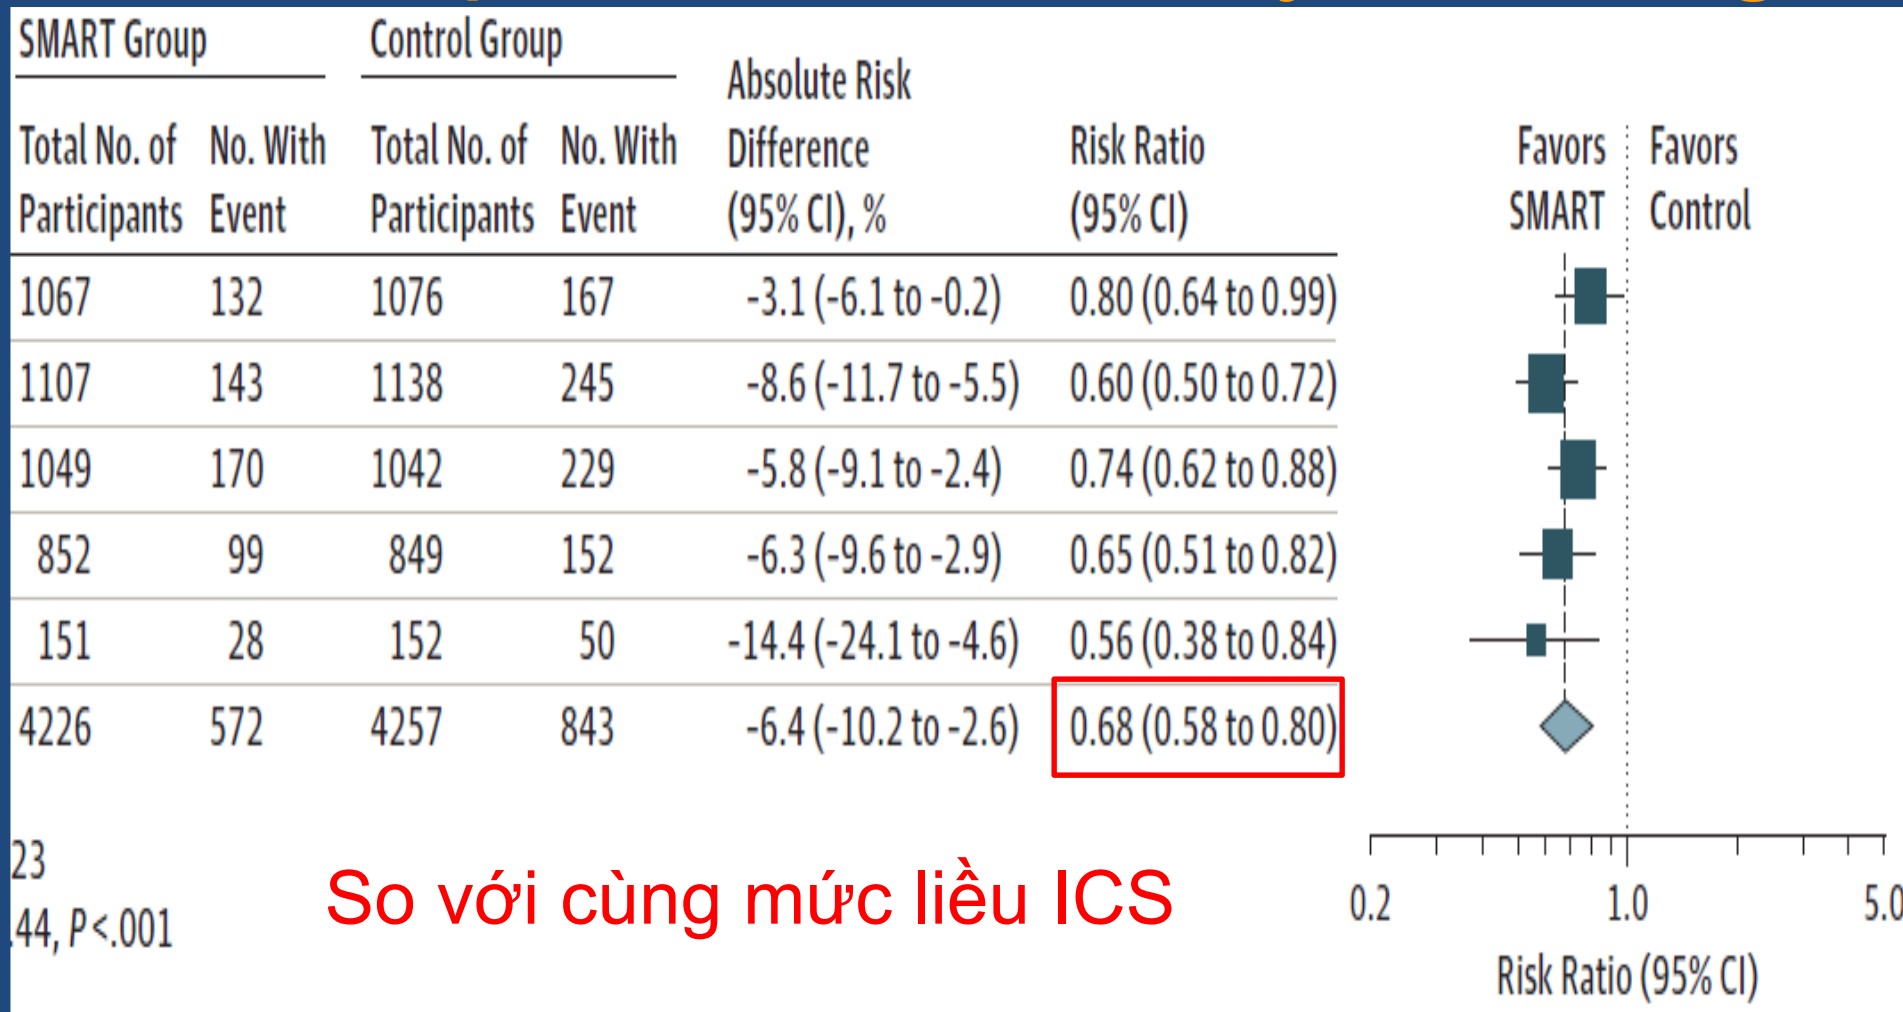 SMART Group Control Group
Absolute Risk
Total No. of No. With Total No. of No. With Difference Risk Ratio Favors Favors
Participants Event Participants Event (95% CI), % (95% CI) SMART Control
1067 132 1076 167 -3.1 (-6.1 to -0.2) 0.80 (0.64 to 0.99)
1107 143 1138 245 -8.6 (-11.7 to -5.5) 0.60 (0.50 to 0.72)
1049 170 1042 229 -5.8 (-9.1 to -2.4) 0.74 (0.62 to 0.88)
852 99 849 152 -6.3 (-9.6 to -2.9) 0.65 (0.51 to 0.82)
151 28 152 50 -14.4 (-24.1 to -4.6) 0.56 (0.38 to 0.84)
4226 572 4257 843 -6.4 (-10.2 to -2.6) 0.68 (0.58 to 0.80)
23
.44, P<.001
So với cùng mức liều ICS
0.2 1.0 5.0
Risk Ratio (95% CI)